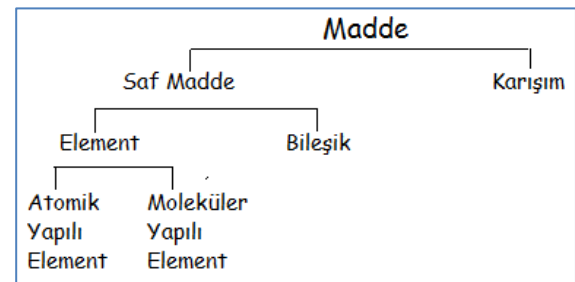 Madde
Saf Madde Karışım
Element Bileşik
Atomik Moleküler
Yapılı Yapılı
Element Element